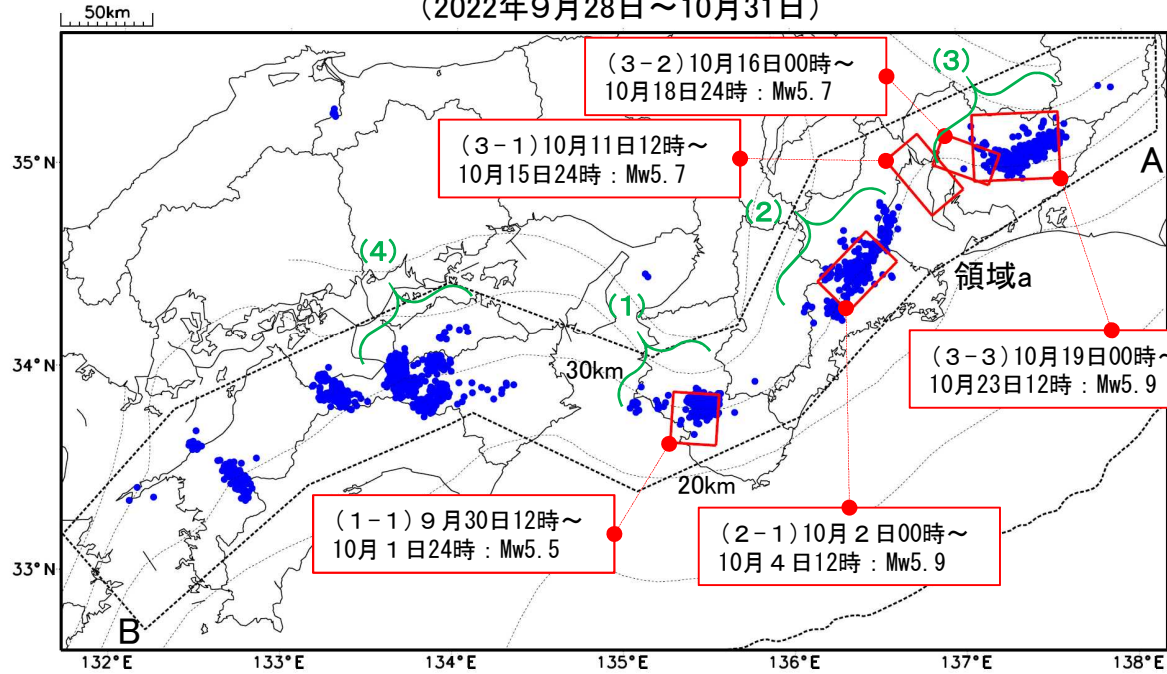 (2022年9月28日～10月31日)
50km
(3-2)10月16日00時～
10月18日24時：Mw5.7
(3)
(3-1)10月11日12時～
10月15日24時：Mw5.7
35°N
A
(2)
(4)
領域a
(1)
34°N
30km
(3-3)10月19日00時～
10月23日12時：Mw5.9
20km
(1-1)9月30日12時～
10月1日24時：Mw5.5
(2-1)10月2日00時～
10月4日12時：Mw5.9
33°N
B
132°E
133°E
134°E
135°E
136°E
137°E
138°E